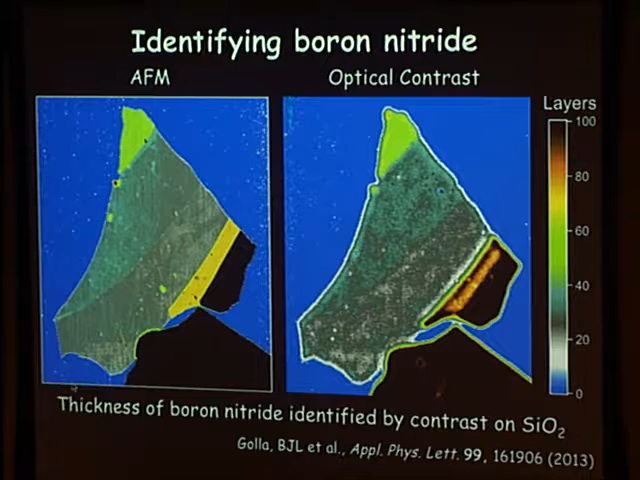 Identifying boron nitride
AFM
Optical Contrast
Layers
100
80
60
40
20
0
Thickness of boron nitride identified by contrast on SiO₂
Golla, BJL et al., Appl. Phys. Lett. 99, 161906 (2013)